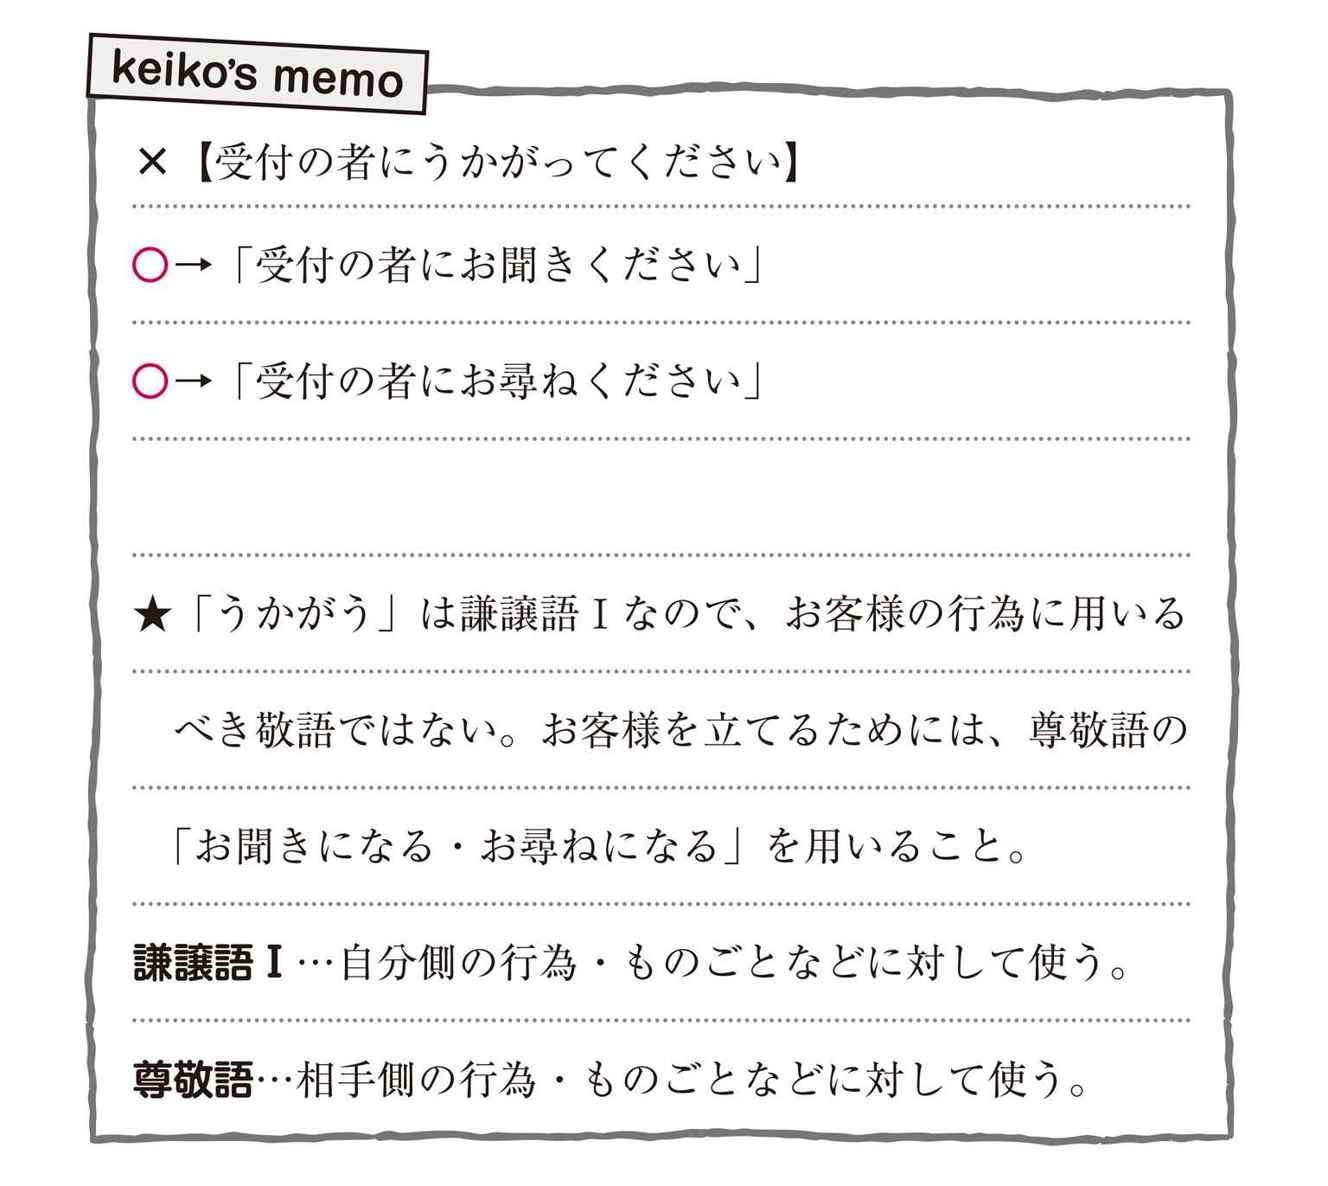 keiko's memo
×【受付の者にうかがってください】
○→「受付の者にお聞きください」
○→「受付の者にお尋ねください」
★「うかがう」は謙譲語Ⅰなので、お客様の行為に用いる
べき敬語ではない。お客様を立てるためには、尊敬語の
「お聞きになる・お尋ねになる」を用いること。
謙譲語Ⅰ…自分側の行為・ものごとなどに対して使う。
尊敬語…相手側の行為・ものごとなどに対して使う。